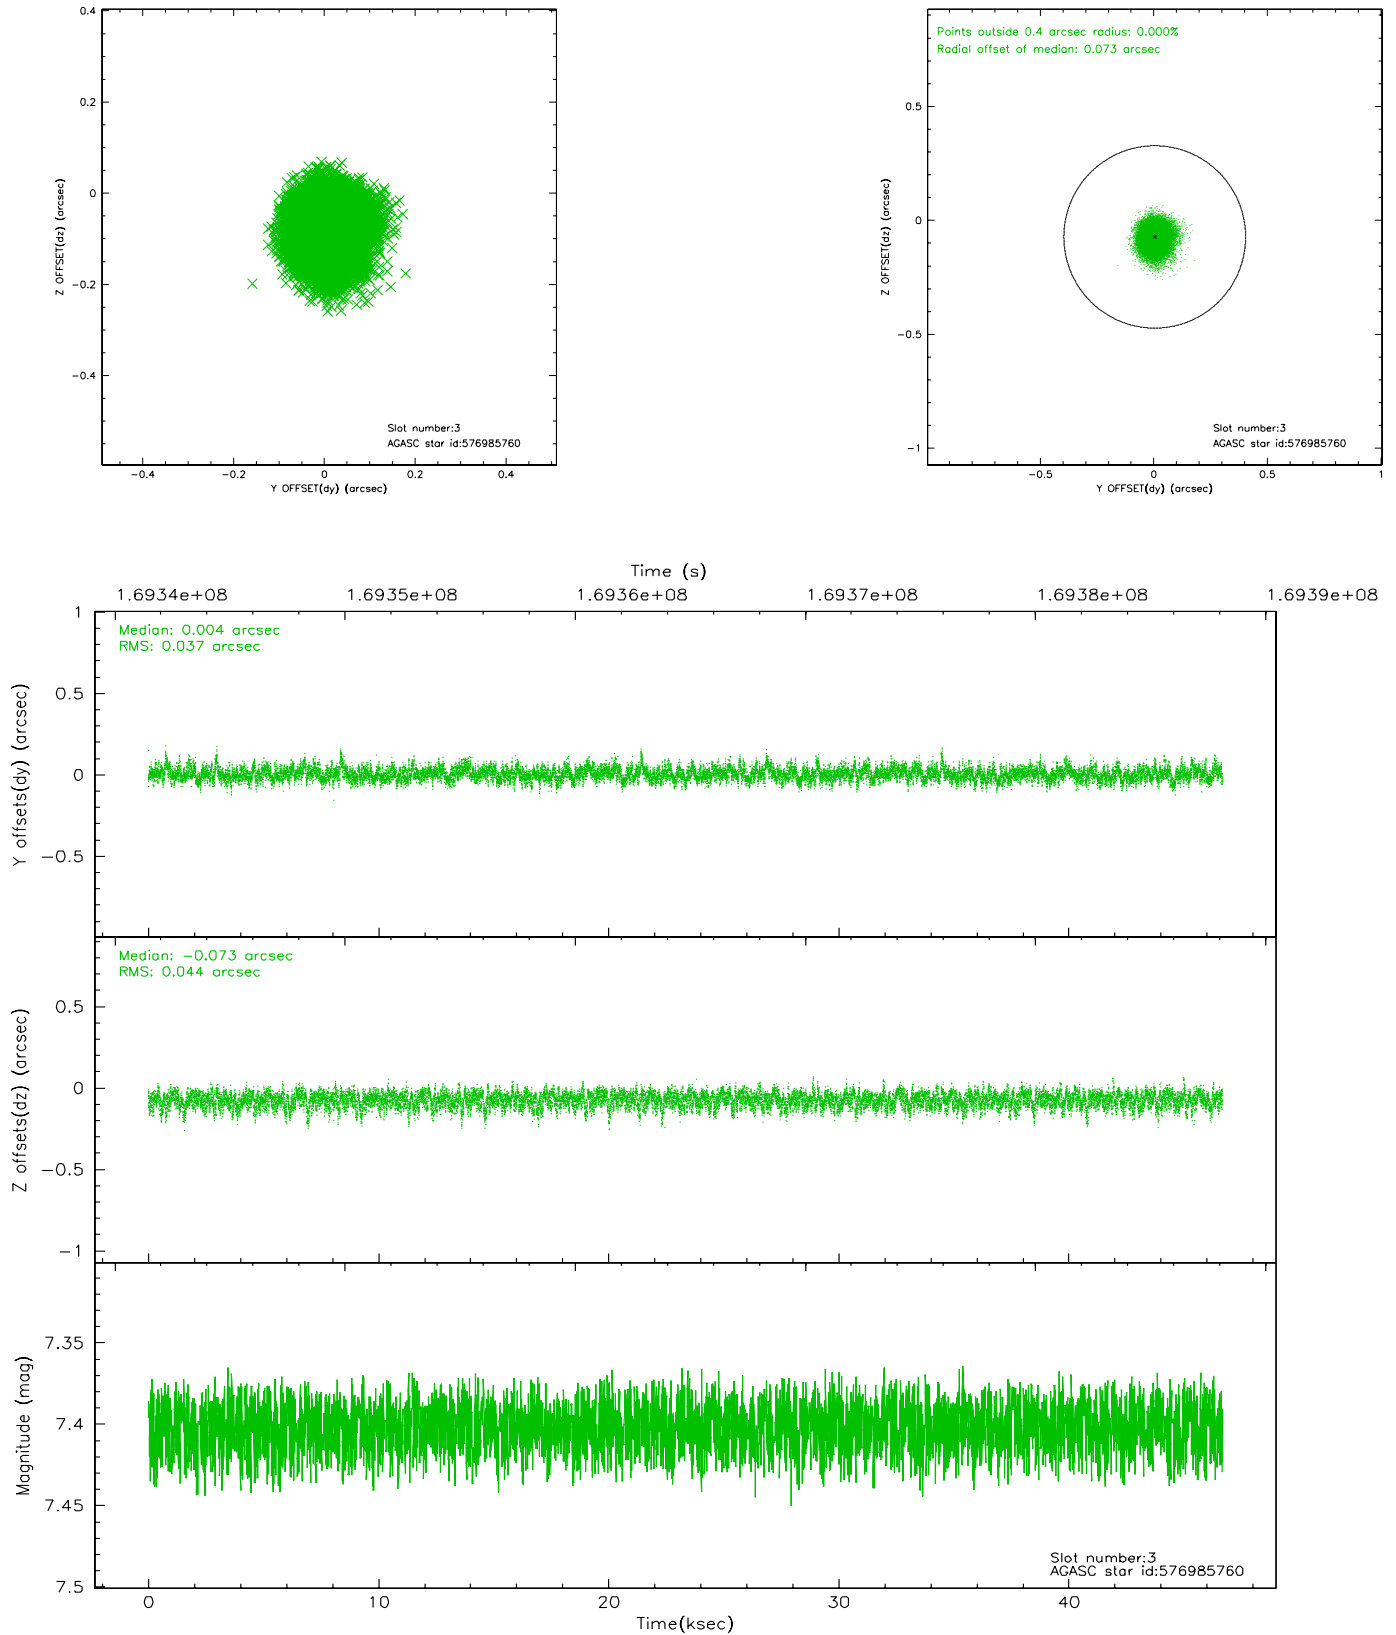 0.4
0.2
0
−0.2
−0.4
Z OFFSET(dz) (arcsec)
Slot number:3
AGASC star id:576985760
−0.4 −0.2 0 0.2 0.4
Y OFFSET(dy) (arcsec)
Points outside 0.4 arcsec radius: 0.000%
Radial offset of median: 0.073 arcsec
0.5
0
−0.5
−1
Z OFFSET(dz) (arcsec)
Slot number:3
AGASC star id:576985760
−0.5 0 0.5 1
Y OFFSET(dy) (arcsec)
Time (s)
1.6934e+08 1.6935e+08 1.6936e+08 1.6937e+08 1.6938e+08 1.6939e+08
Median: 0.004 arcsec
RMS: 0.037 arcsec
1
0.5
0
−0.5
Y offsets(dy) (arcsec)
Median: −0.073 arcsec
RMS: 0.044 arcsec
0.5
0
−0.5
−1
Z offsets(dz) (arcsec)
7.35
7.4
7.45
7.5
Magnitude (mag)
Slot number:3
AGASC star id:576985760
0 10 20 30 40
Time(ksec)